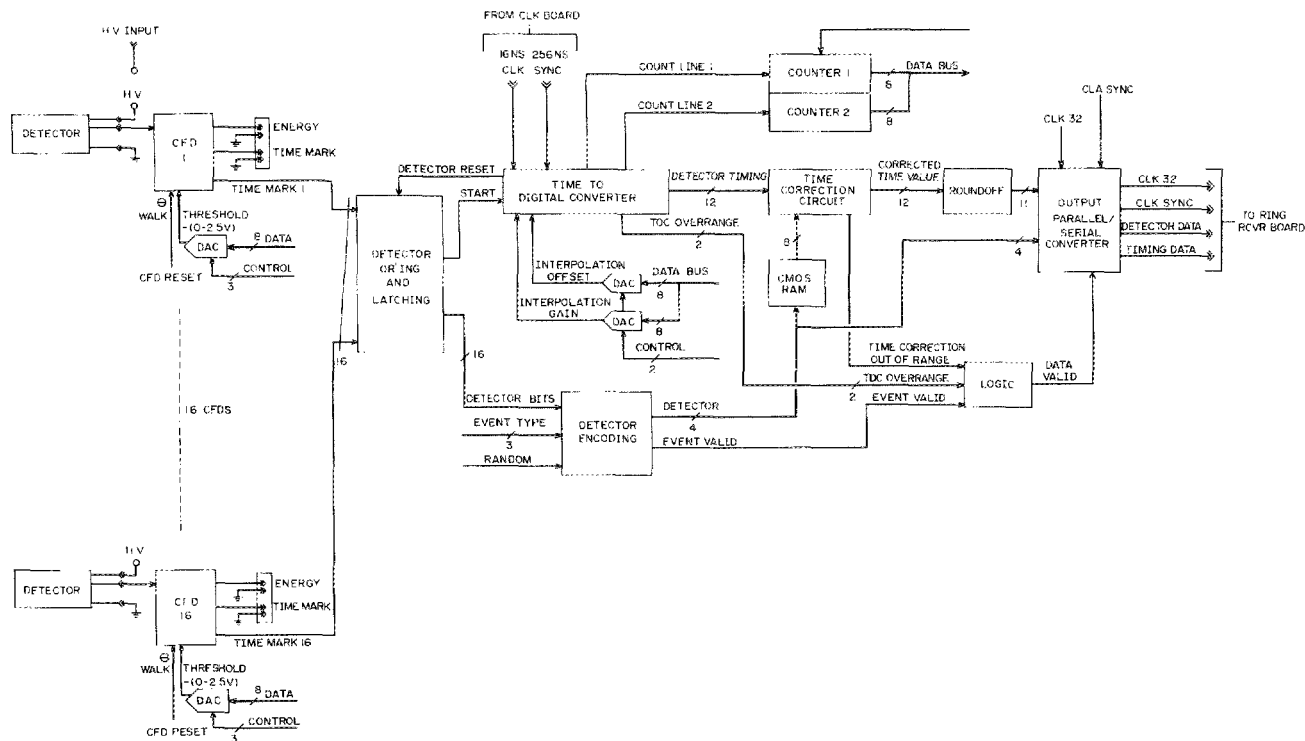 FROM CLK BOARD
16NS 256NS
CLK SYNC
HV INPUT
HV
DETECTOR
CFD
1
ENERGY
TIME MARK
TIME MARK 1
WALK
THRESHOLD
-(0-2.5V)
DAC
8 DATA
CFD RESET
3
CONTROL
16 CFDS
COUNT LINE 1
COUNTER 1
DATA BUS
COUNT LINE 2
COUNTER 2
8
DETECTOR RESET
START
TIME TO
DIGITAL CONVERTER
DETECTOR TIMING
12
TIME
CORRECTION
CIRCUIT
CORRECTED
TIME VALUE
12
ROUNDOFF
11
CLK 32
CLK SYNC
OUTPUT
PARALLEL/
SERIAL
CONVERTER
4
CLK 32
CLK SYNC
DETECTOR DATA
TIMING DATA
TO RING
RCVR BOARD
TDC OVERRANGE
2
DETECTOR
OR'ING
AND
LATCHING
16
16
INTERPOLATION
OFFSET
DAC
DATA BUS
8
INTERPOLATION
GAIN
DAC
8
CONTROL
2
8
CMOS
RAM
TIME CORRECTION
OUT OF RANGE
TDC OVERRANGE
2
EVENT VALID
LOGIC
DATA
VALID
DETECTOR BITS
EVENT TYPE
3
RANDOM
DETECTOR
ENCODING
DETECTOR
4
EVENT VALID
HV
DETECTOR
CFD
16
ENERGY
TIME MARK
TIME MARK 16
WALK
THRESHOLD
-(0-2.5V)
DAC
8 DATA
CFD RESET
3
CONTROL